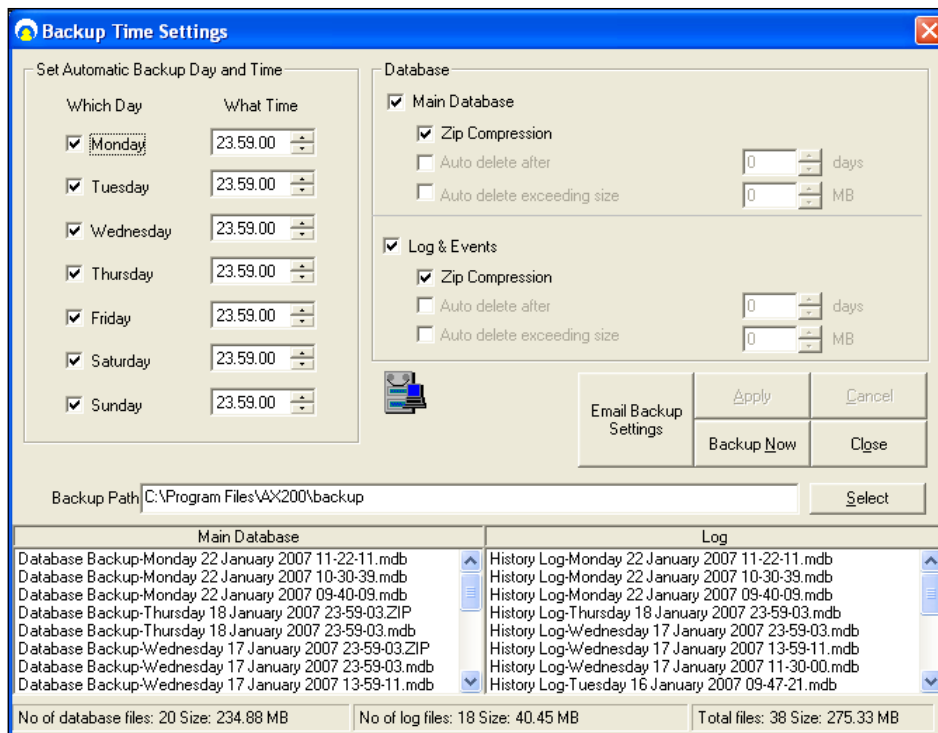 Backup Time Settings
Set Automatic Backup Day and Time
Which Day What Time
Monday 23.59.00
Tuesday 23.59.00
Wednesday 23.59.00
Thursday 23.59.00
Friday 23.59.00
Saturday 23.59.00
Sunday 23.59.00
Database
Main Database
Zip Compression
Auto delete after 0 days
Auto delete exceeding size 0 MB
Log & Events
Zip Compression
Auto delete after 0 days
Auto delete exceeding size 0 MB
Email Backup
Settings
Apply
Cancel
Backup Now
Close
Backup Path C:\Program Files\AX200\backup
Select
Main Database
Database Backup-Monday 22 January 2007 11-22-11.mdb
Database Backup-Monday 22 January 2007 10-30-39.mdb
Database Backup-Monday 22 January 2007 09-40-09.mdb
Database Backup-Thursday 18 January 2007 23-59-03.ZIP
Database Backup-Thursday 18 January 2007 23-59-03.mdb
Database Backup-Wednesday 17 January 2007 23-59-03.ZIP
Database Backup-Wednesday 17 January 2007 23-59-03.mdb
Database Backup-Wednesday 17 January 2007 13-59-11.mdb
Log
History Log-Monday 22 January 2007 11-22-11.mdb
History Log-Monday 22 January 2007 10-30-39.mdb
History Log-Monday 22 January 2007 09-40-09.mdb
History Log-Thursday 18 January 2007 23-59-03.mdb
History Log-Wednesday 17 January 2007 23-59-03.mdb
History Log-Wednesday 17 January 2007 13-59-11.mdb
History Log-Wednesday 17 January 2007 11-30-00.mdb
History Log-Tuesday 16 January 2007 09-47-21.mdb
No of database files: 20 Size: 234.88 MB
No of log files: 18 Size: 40.45 MB
Total files: 38 Size: 275.33 MB